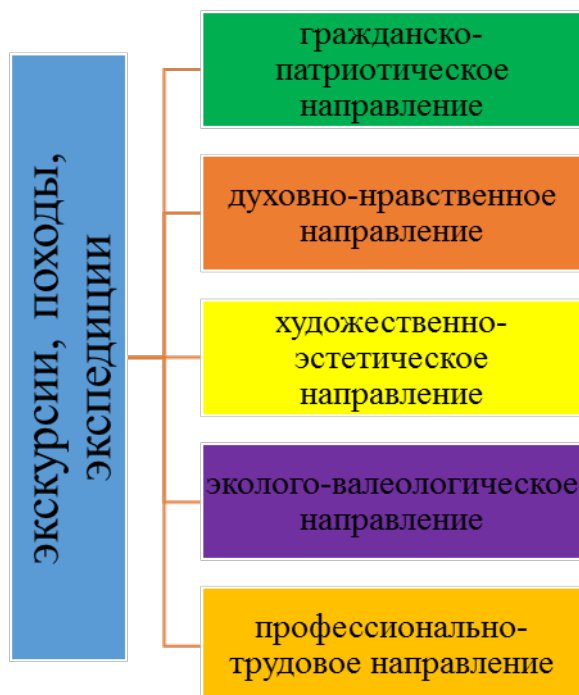 экскурсии, походы,
экспедиции
гражданско-
патриотическое
направление
духовно-нравственное
направление
художественно-
эстетическое
направление
эколого-валеологическое
направление
профессионально-
трудовое направление